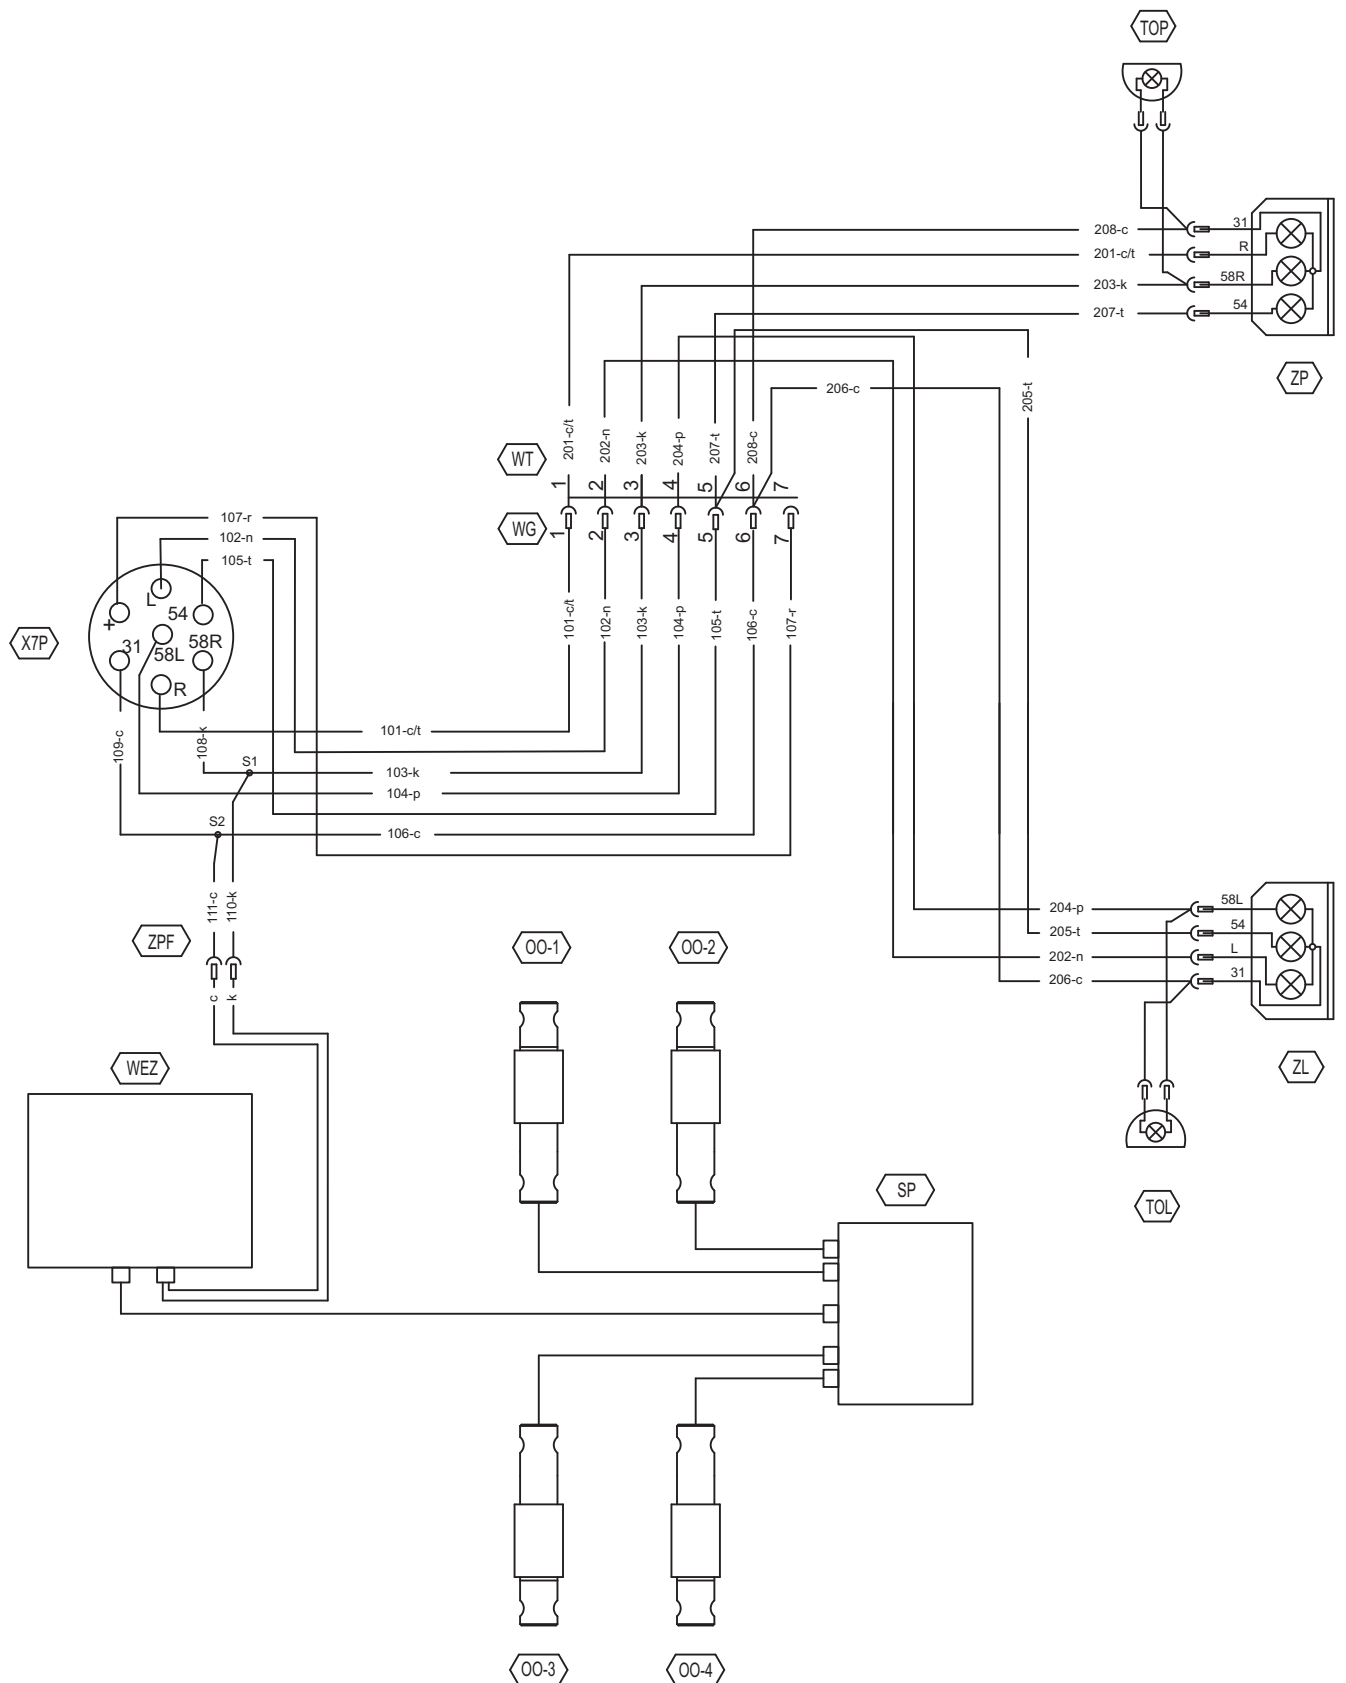 TOP
208-c
31
201-c/t
R
203-k
58R
207-t
54
ZP
206-c
205-t
201-c/t
202-n
203-k
204-p
207-t
208-c
WT
1
2
3
4
5
6
7
WG
1
2
3
4
5
6
7
107-r
102-n
105-t
X7P
L
54
+
31
58L
58R
R
101-c/t
102-n
103-k
104-p
105-t
106-c
107-r
109-c
108-k
101-c/t
S1
103-k
104-p
S2
106-c
111-c
110-k
ZPF
c
k
OO-1
OO-2
204-p
58L
205-t
54
202-n
L
206-c
31
ZL
WEZ
TOL
SP
OO-3
OO-4